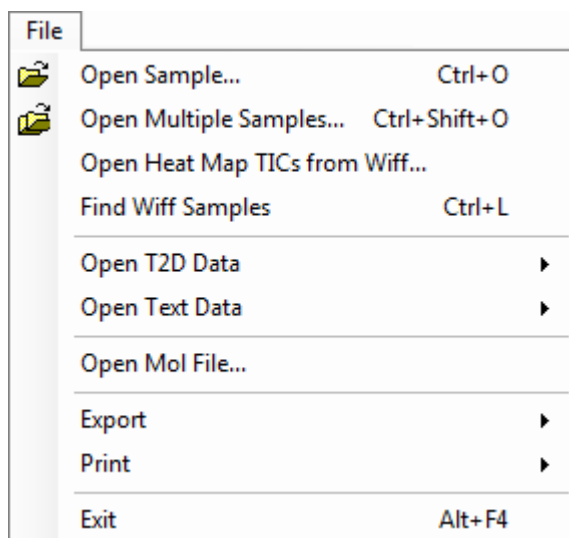 File
Open Sample... Ctrl+O
Open Multiple Samples... Ctrl+Shift+O
Open Heat Map TICs from Wiff...
Find Wiff Samples Ctrl+L
Open T2D Data
Open Text Data
Open Mol File...
Export
Print
Exit Alt+F4